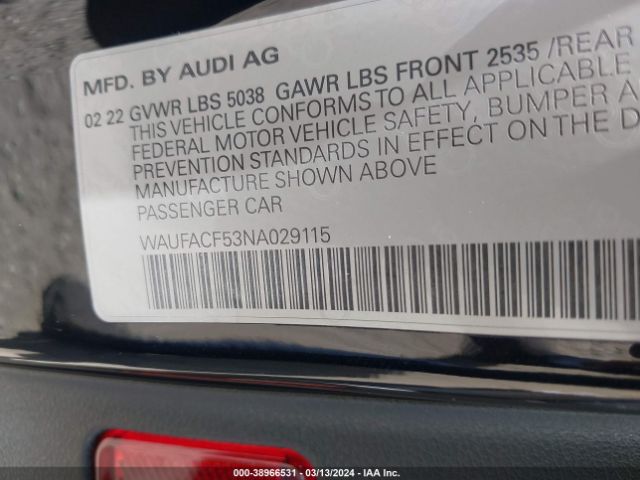 MFD. BY AUDI AG
02 22 GVWR LBS 5038 GAWR LBS FRONT 2535 /REAR
THIS VEHICLE CONFORMS TO ALL APPLICABLE
FEDERAL MOTOR VEHICLE SAFETY, BUMPER A
PREVENTION STANDARDS IN EFFECT ON THE D
MANUFACTURE SHOWN ABOVE
PASSENGER CAR
WAUFACF53NA029115
000-38966531 / 03/13/2024 - IAA Inc.